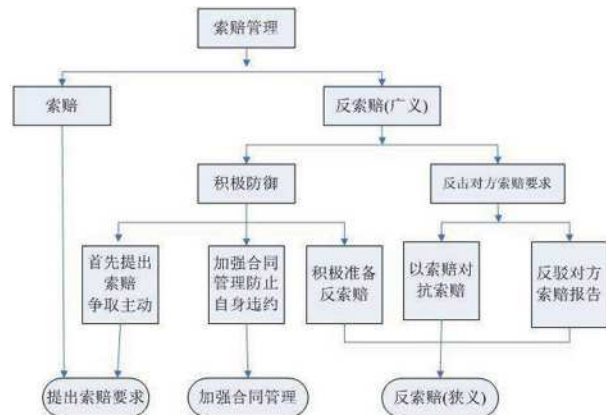 索赔管理
索赔
反索赔(广义)
积极防御
反击对方索赔要求
首先提出
索赔
争取主动
加强合同
管理防止
自身违约
积极准备
反索赔
以索赔对
抗索赔
反驳对方
索赔报告
提出索赔要求
加强合同管理
反索赔(狭义)